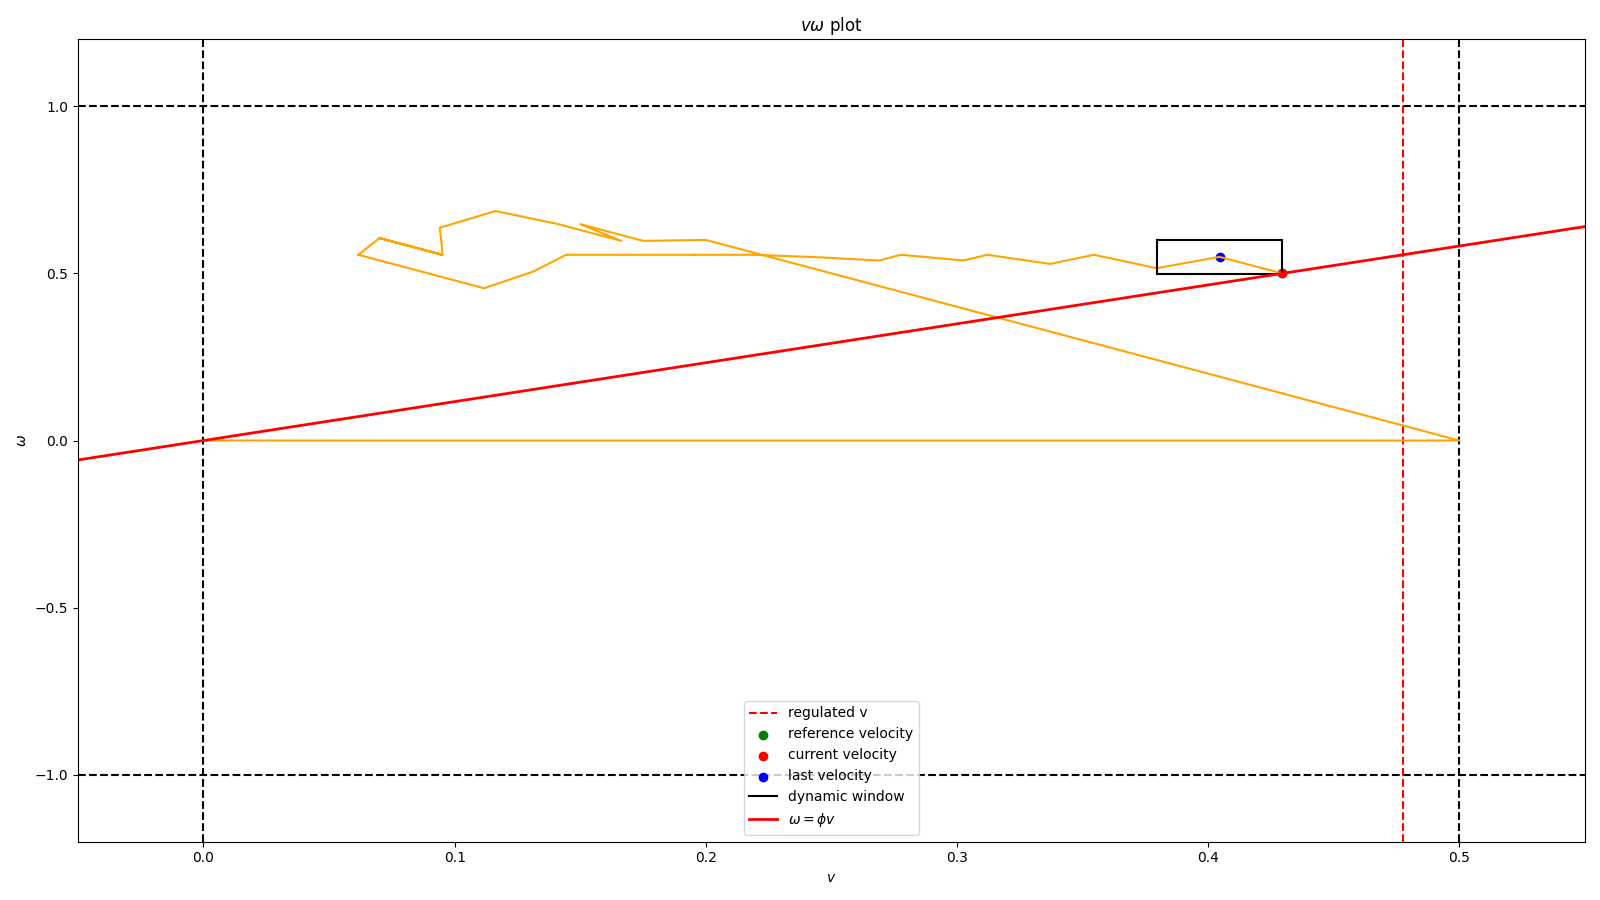 vω plot
1.0
0.5
0.0
−0.5
−1.0
ω
regulated v
reference velocity
current velocity
last velocity
dynamic window
ω = ϕv
0.0 0.1 0.2 0.3 0.4 0.5
v